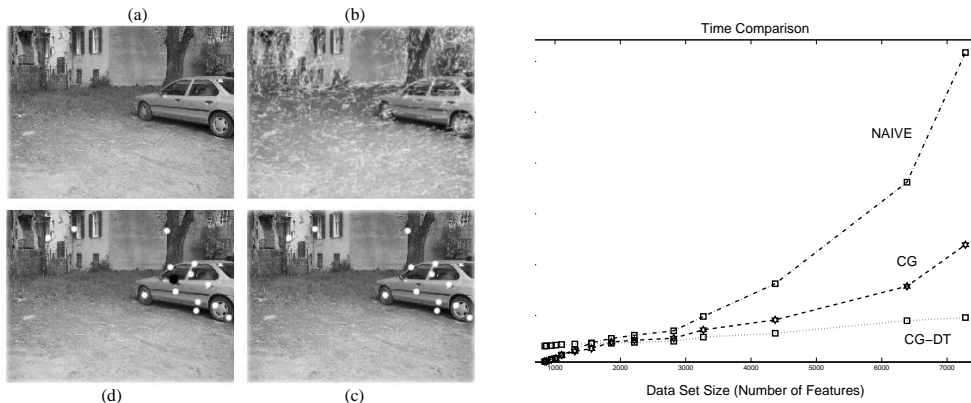 (a)
(b)
(d)
(c)
Time Comparison
NAIVE
CG
CG−DT
1000 2000 3000 4000 5000 6000 7000
Data Set Size (Number of Features)